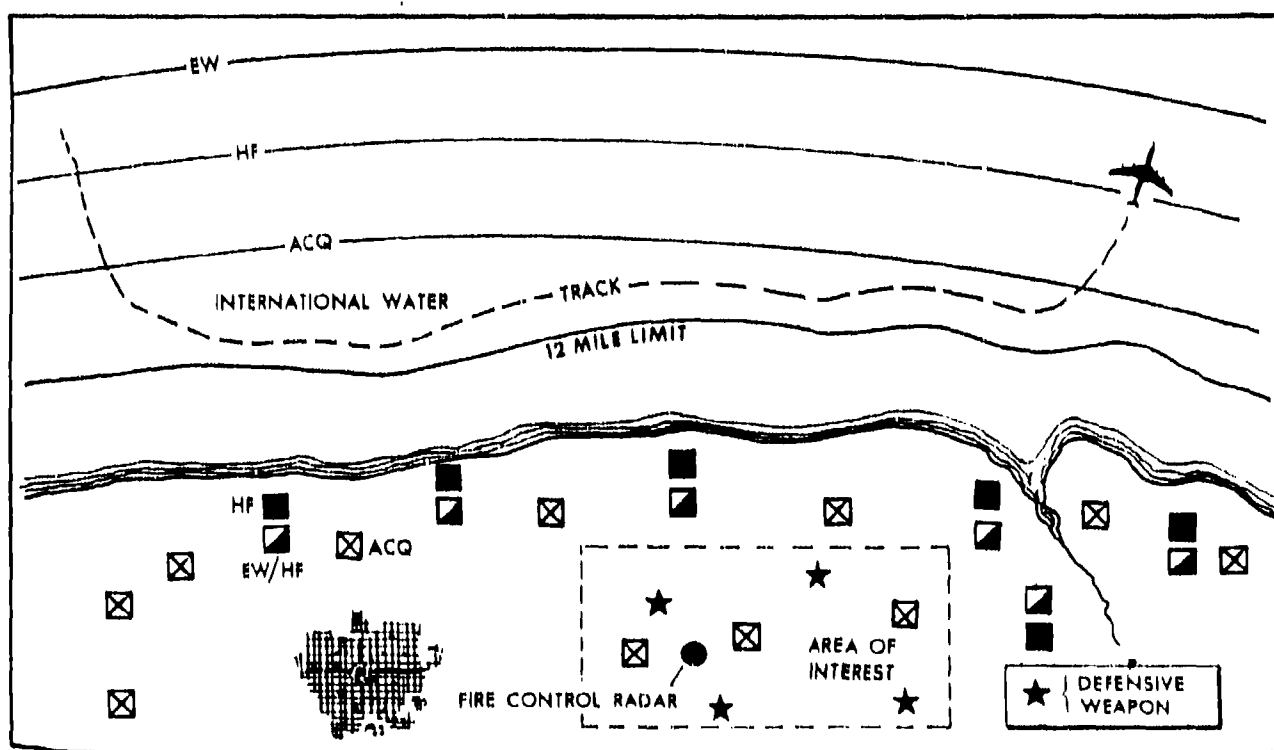 EW
HF
ACQ
INTERNATIONAL WATER
TRACK
12 MILE LIMIT
HF
ACQ
EW/HF
AREA OF
INTEREST
FIRE CONTROL RADAR
DEFENSIVE
WEAPON